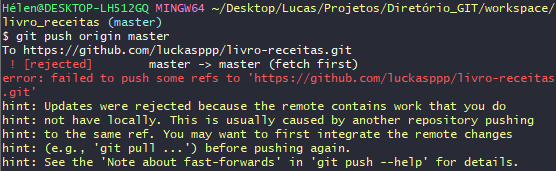 Hélen@DESKTOP-LH512GQ MINGW64 ~/Desktop/Lucas/Projetos/Diretório_GIT/workspace/
livro_receitas (master)
$ git push origin master
To https://github.com/luckasppp/livro-receitas.git
 ! [rejected]        master -> master (fetch first)
error: failed to push some refs to 'https://github.com/luckasppp/livro-receitas
.git'
hint: Updates were rejected because the remote contains work that you do
hint: not have locally. This is usually caused by another repository pushing
hint: to the same ref. You may want to first integrate the remote changes
hint: (e.g., 'git pull ...') before pushing again.
hint: See the 'Note about fast-forwards' in 'git push --help' for details.